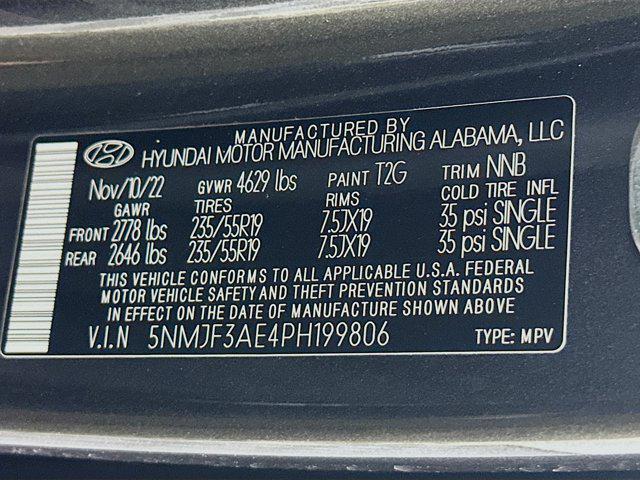 MANUFACTURED BY
HYUNDAI MOTOR MANUFACTURING ALABAMA, LLC
Nov/10/22 GVWR 4629 lbs PAINT T2G TRIM NNB
GAWR TIRES RIMS COLD TIRE INFL
FRONT 2778 lbs 235/55R19 7.5JX19 35 psi SINGLE
REAR 2646 lbs 235/55R19 7.5JX19 35 psi SINGLE
THIS VEHICLE CONFORMS TO ALL APPLICABLE U.S.A. FEDERAL
MOTOR VEHICLE SAFETY AND THEFT PREVENTION STANDARDS
IN EFFECT ON THE DATE OF MANUFACTURE SHOWN ABOVE
V.I.N 5NMJF3AE4PH199806 TYPE: MPV